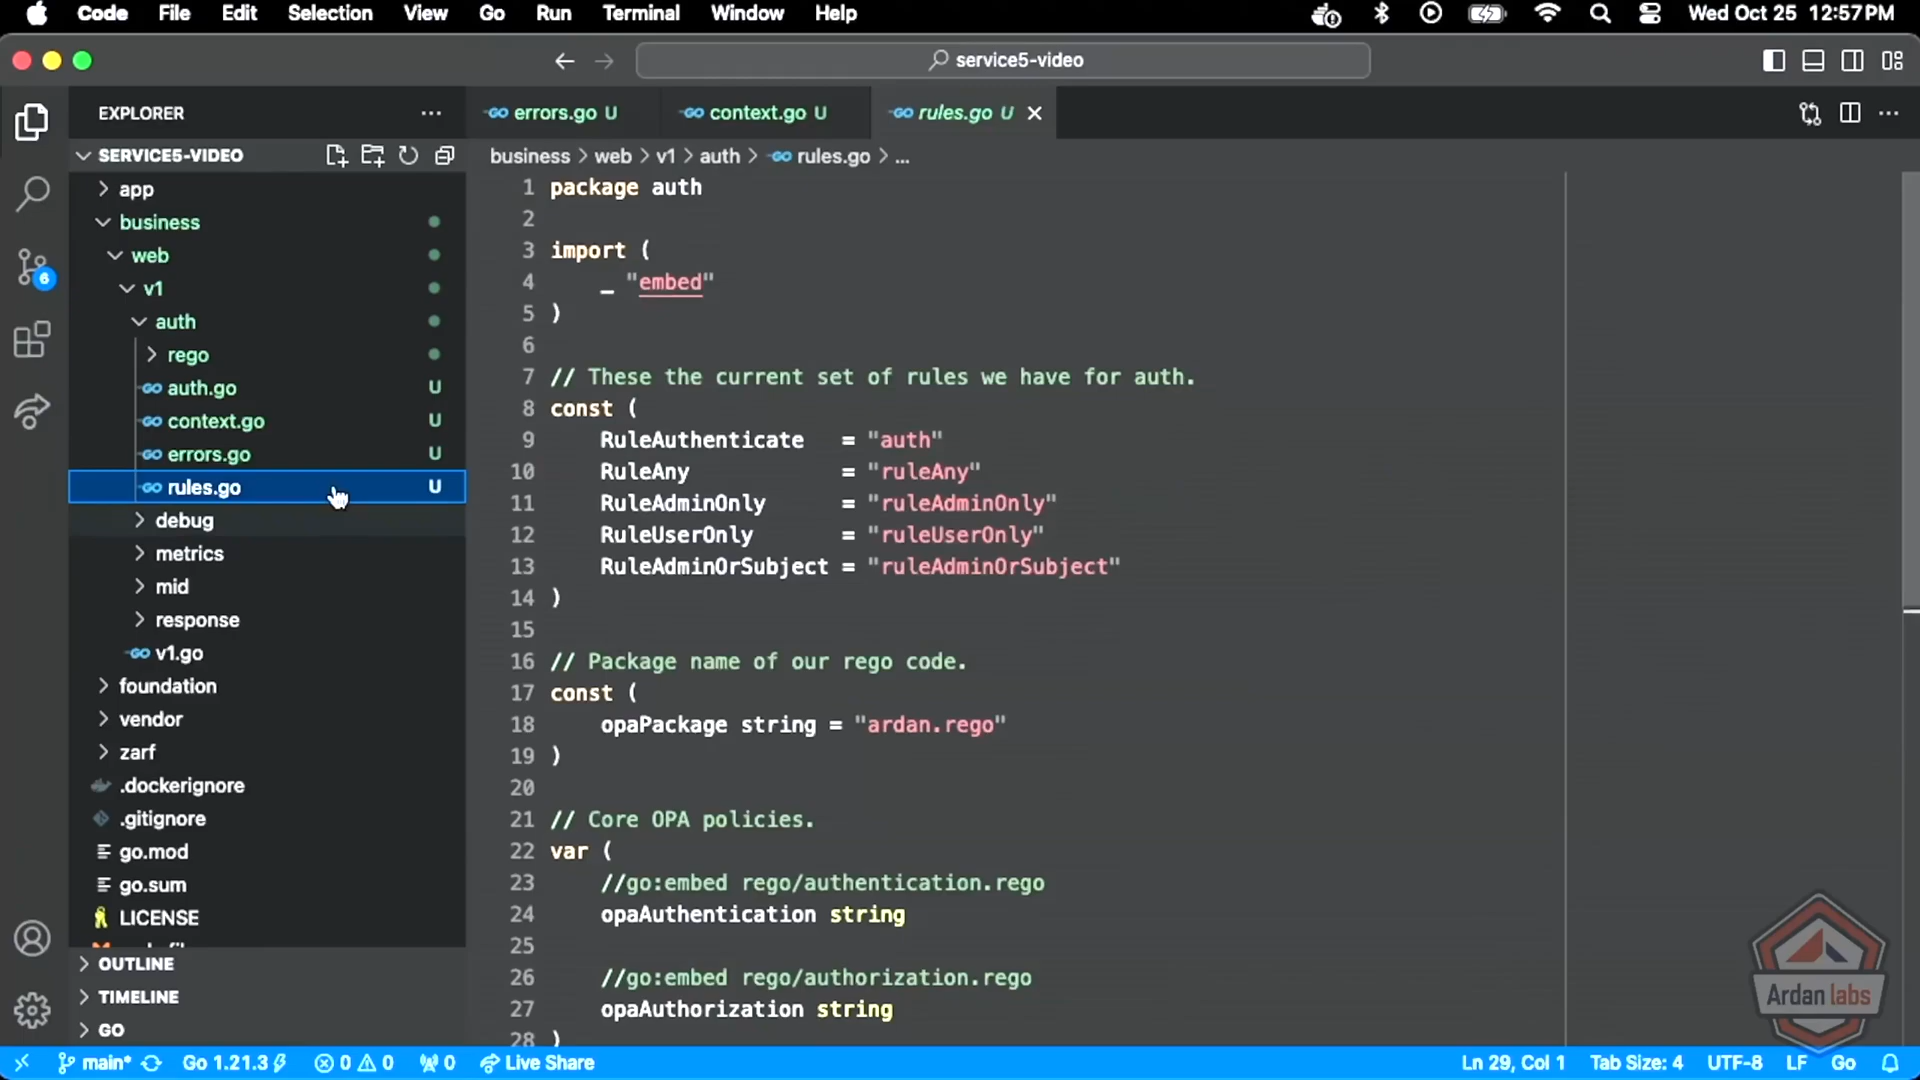 Code File Edit Selection View Go Run Terminal Window Help Wed Oct 25 12:57 PM
service5-video
EXPLORER
errors.go U
context.go U
rules.go U
SERVICE5-VIDEO
business > web > v1 > auth > rules.go > ...
app
business
web
v1
auth
rego
auth.go U
context.go U
errors.go U
rules.go U
debug
metrics
mid
response
v1.go
foundation
vendor
zarf
.dockerignore
.gitignore
go.mod
go.sum
LICENSE
OUTLINE
TIMELINE
GO
6
1 package auth
2
3 import (
4 _ "embed"
5 )
6
7 // These the current set of rules we have for auth.
8 const (
9 RuleAuthenticate = "auth"
10 RuleAny = "ruleAny"
11 RuleAdminOnly = "ruleAdminOnly"
12 RuleUserOnly = "ruleUserOnly"
13 RuleAdminOrSubject = "ruleAdminOrSubject"
14 )
15
16 // Package name of our rego code.
17 const (
18 opaPackage string = "ardan.rego"
19 )
20
21 // Core OPA policies.
22 var (
23 //go:embed rego/authentication.rego
24 opaAuthentication string
25
26 //go:embed rego/authorization.rego
27 opaAuthorization string
28 )
Ardan labs
main* Go 1.21.3 0 0 0 Live Share Ln 29, Col 1 Tab Size: 4 UTF-8 LF Go